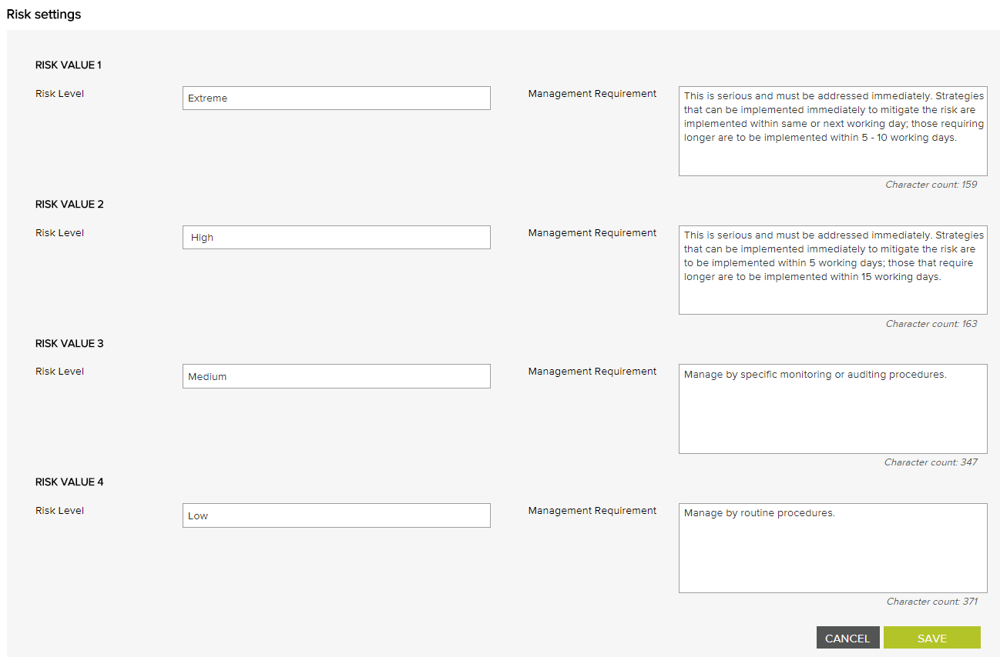 Risk settings
RISK VALUE 1
Risk Level
Extreme
Management Requirement
This is serious and must be addressed immediately. Strategies
that can be implemented immediately to mitigate the risk are
implemented within same or next working day; those requiring
longer are to be implemented within 5 - 10 working days.
Character count: 159
RISK VALUE 2
Risk Level
High
Management Requirement
This is serious and must be addressed immediately. Strategies
that can be implemented immediately to mitigate the risk are
to be implemented within 5 working days; those that require
longer are to be implemented within 15 working days.
Character count: 163
RISK VALUE 3
Risk Level
Medium
Management Requirement
Manage by specific monitoring or auditing procedures.
Character count: 347
RISK VALUE 4
Risk Level
Low
Management Requirement
Manage by routine procedures.
Character count: 371
CANCEL
SAVE